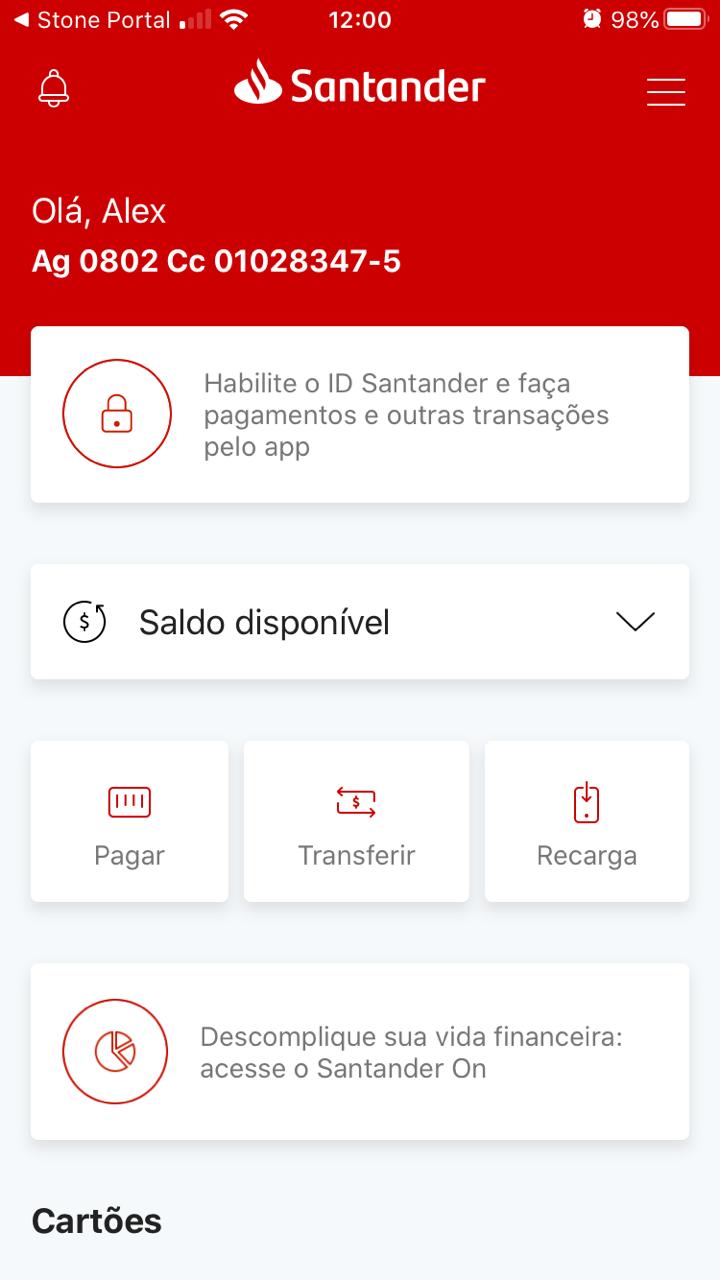 Stone Portal 12:00 98%
Santander
Olá, Alex
Ag 0802 Cc 01028347-5
Habilite o ID Santander e faça
pagamentos e outras transações
pelo app
$ Saldo disponível
$
Pagar Transferir Recarga
Descomplique sua vida financeira:
acesse o Santander On
Cartões